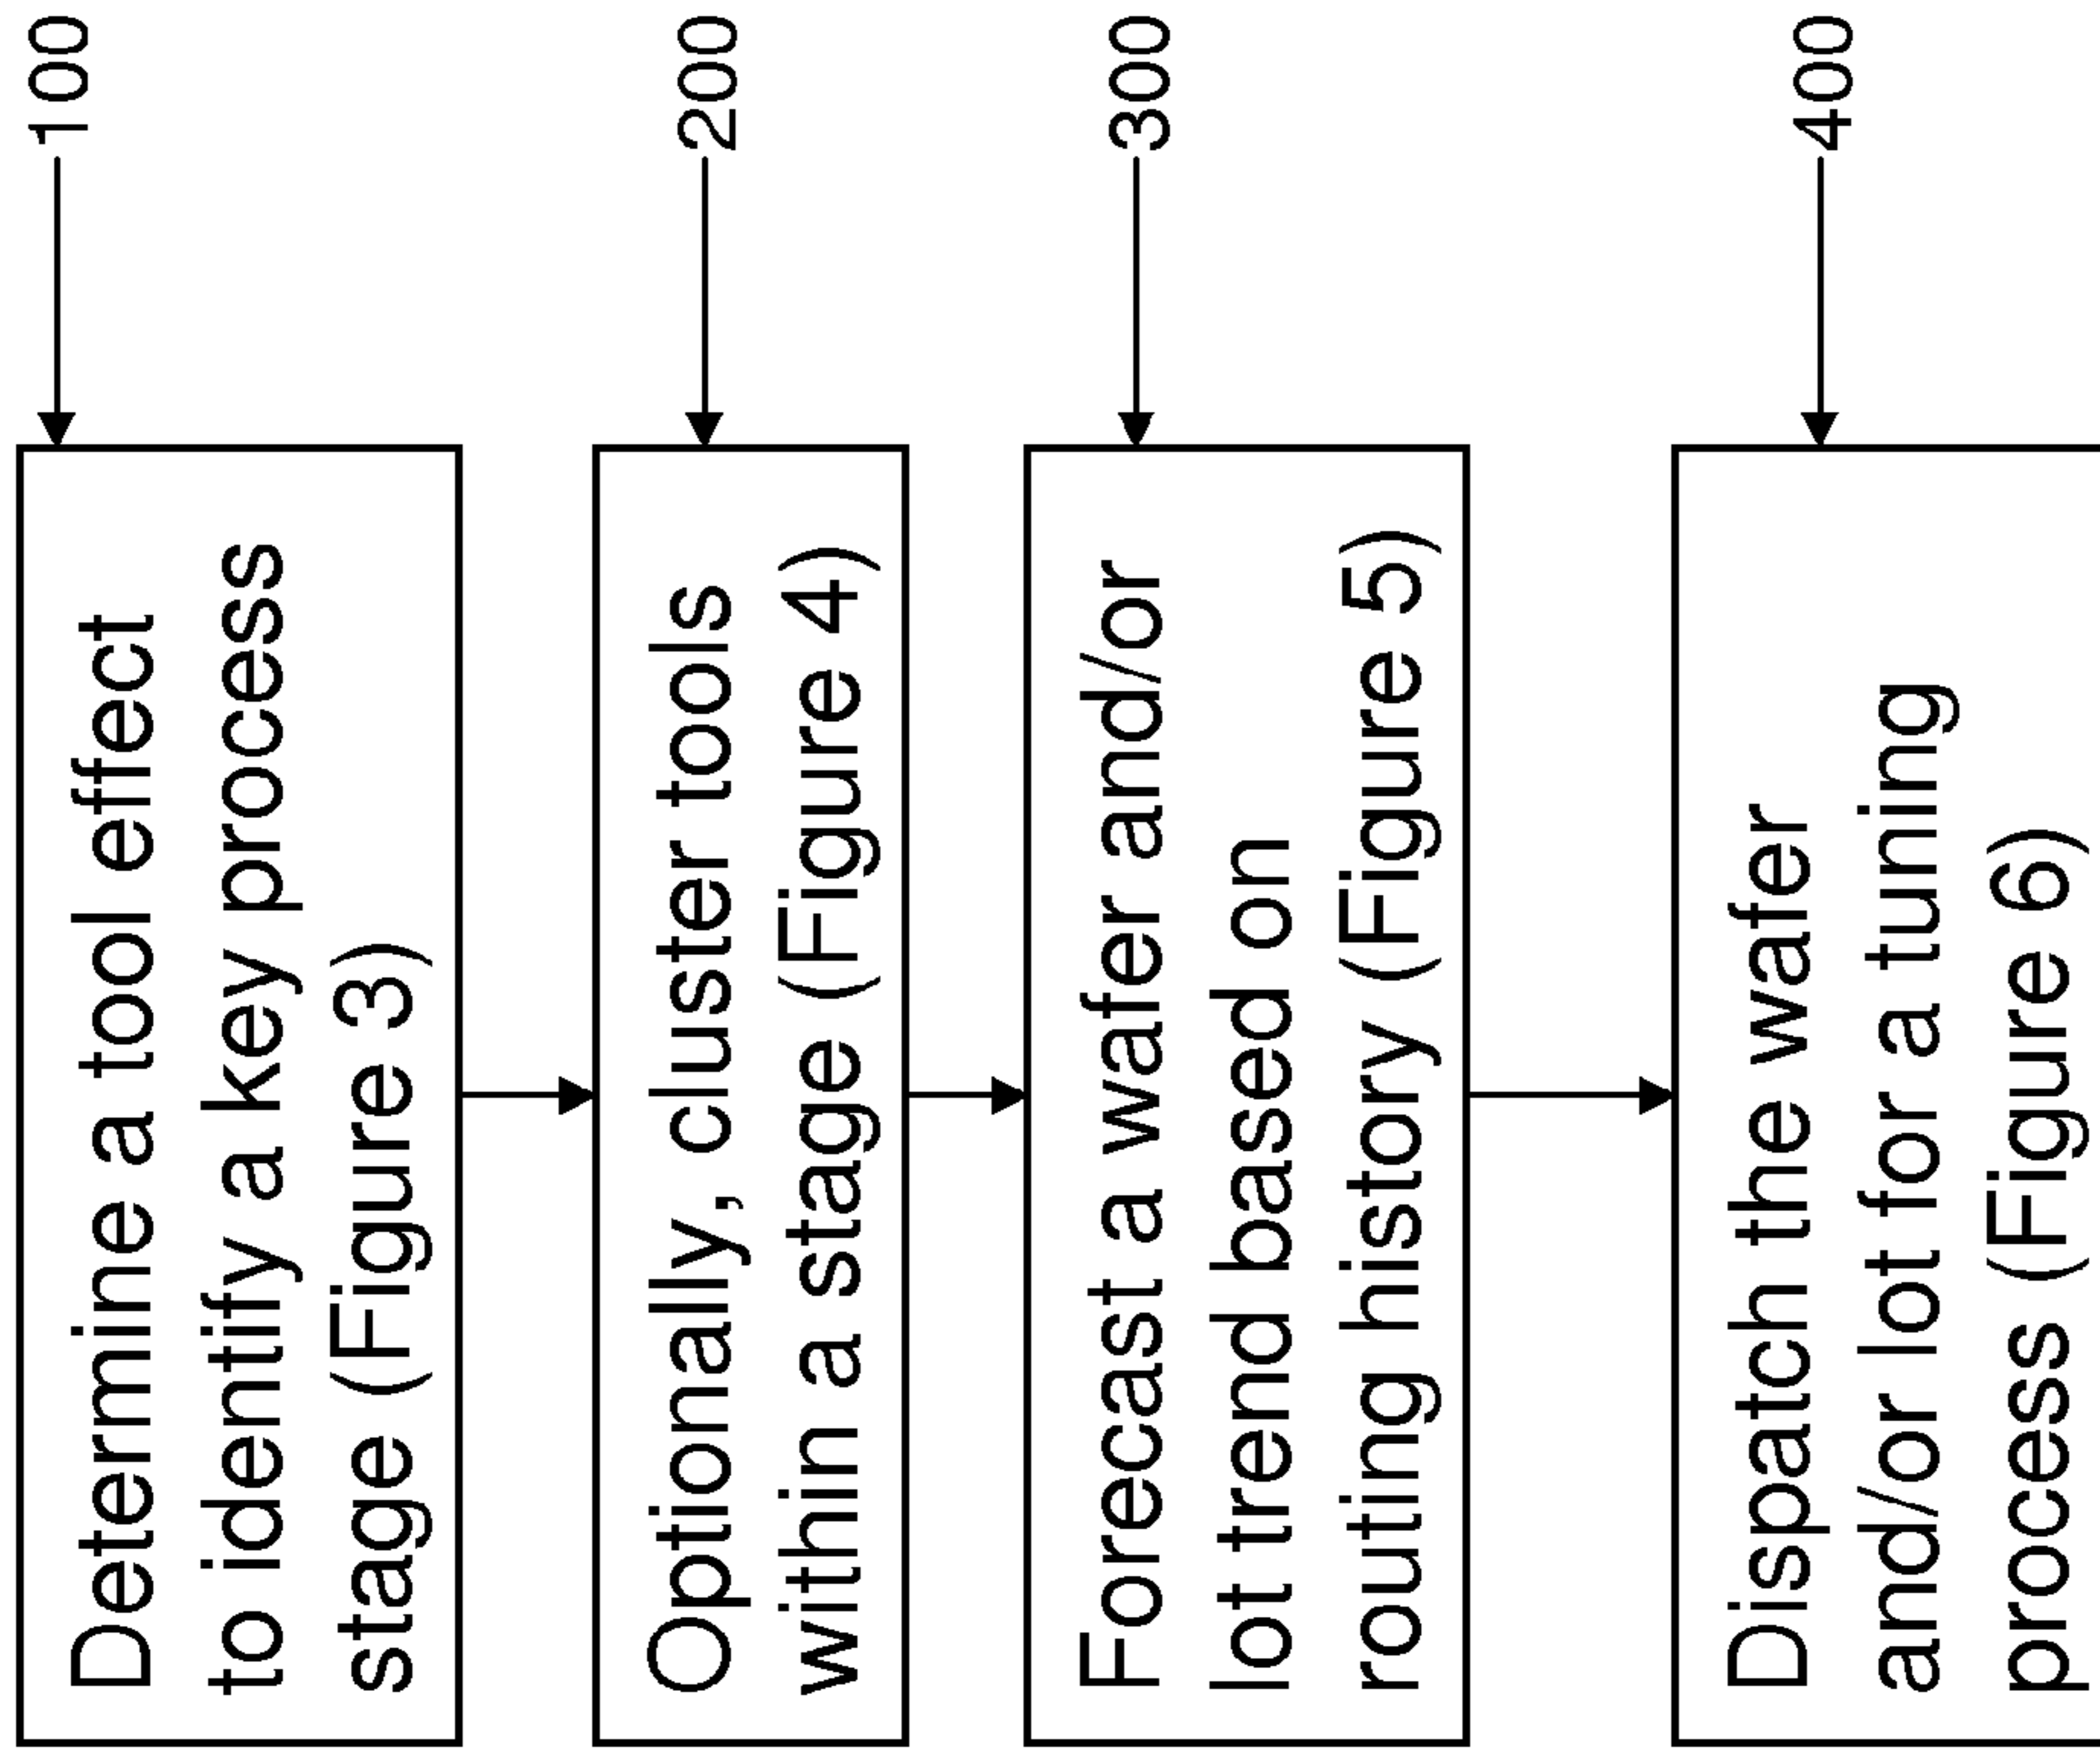 Determine a tool effect
to identify a key process
stage (Figure 3)
100
Optionally, cluster tools
within a stage (Figure 4)
200
Forecast a wafer and/or
lot trend based on
routing history (Figure 5)
300
Dispatch the wafer
and/or lot for a tuning
process (Figure 6)
400